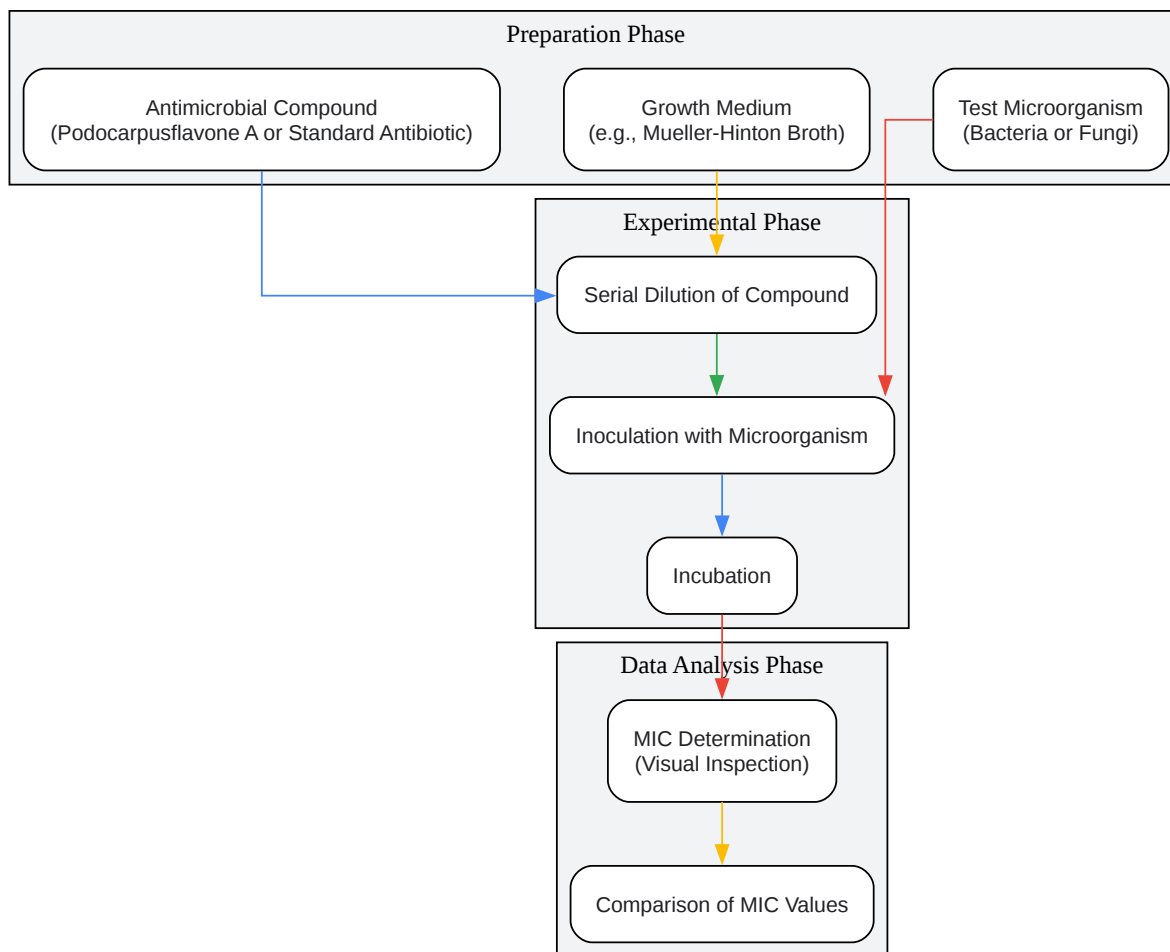 Preparation Phase
Antimicrobial Compound
(Podocarpusflavone A or Standard Antibiotic)
Growth Medium
(e.g., Mueller-Hinton Broth)
Test Microorganism
(Bacteria or Fungi)
Experimental Phase
Serial Dilution of Compound
Inoculation with Microorganism
Incubation
Data Analysis Phase
MIC Determination
(Visual Inspection)
Comparison of MIC Values